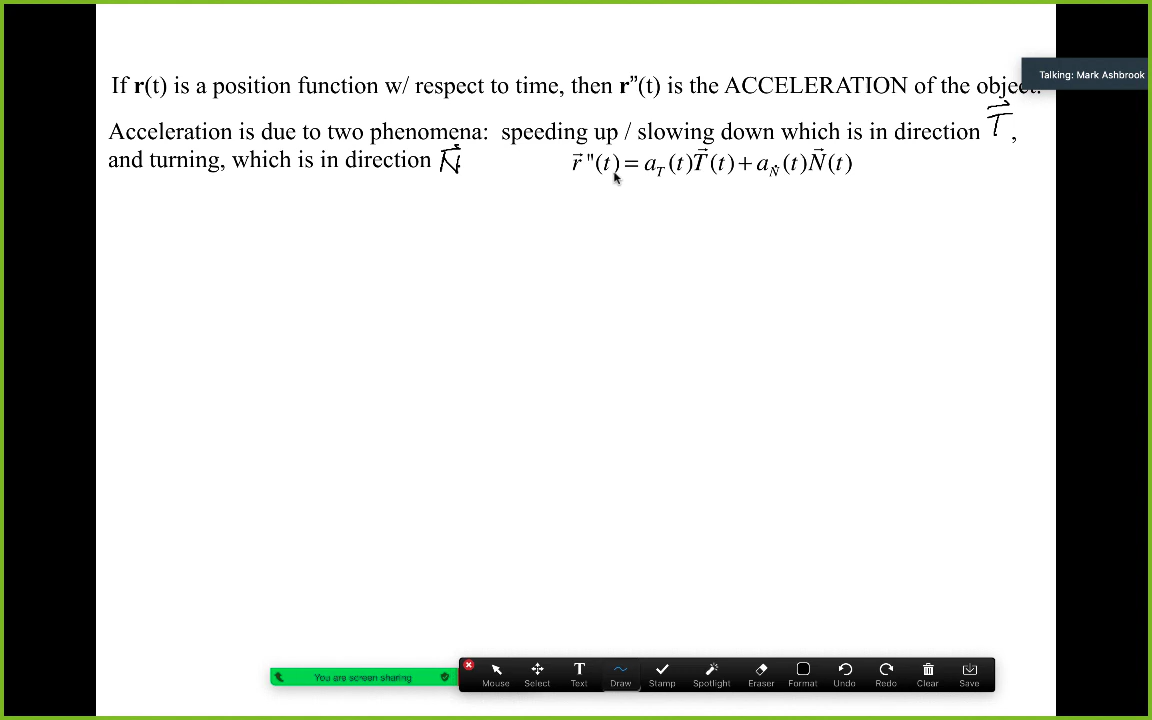 If r(t) is a position function w/ respect to time, then r”(t) is the ACCELERATION of the object.
Talking: Mark Ashbrook
Acceleration is due to two phenomena: speeding up / slowing down which is in direction T⃗ ,
and turning, which is in direction N⃗
r⃗ "(t) = a_T (t)T⃗(t) + a_N (t)N⃗(t)
You are screen sharing
Mouse Select Text Draw Stamp Spotlight Eraser Format Undo Redo Clear Save